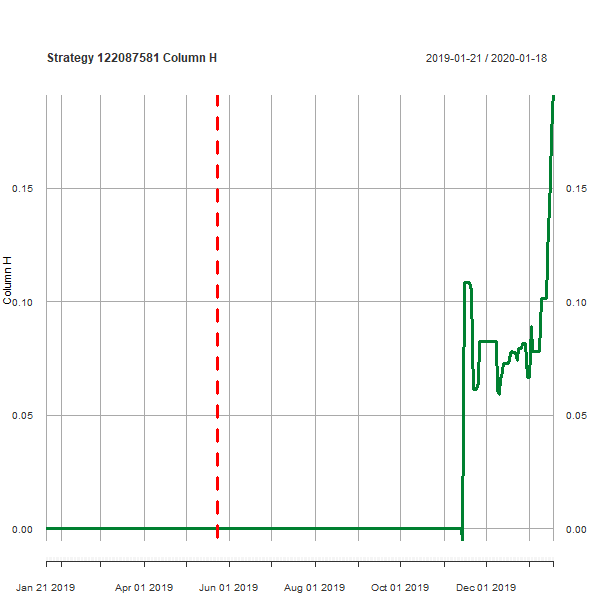 Strategy 122087581 Column H 2019-01-21 / 2020-01-18
0.15 0.15
Column H
0.10 0.10
0.05 0.05
0.00 0.00
Jan 21 2019 Apr 01 2019 Jun 01 2019 Aug 01 2019 Oct 01 2019 Dec 01 2019